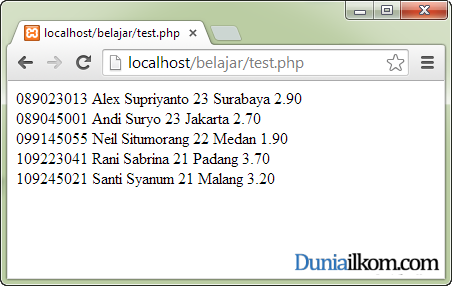 localhost/belajar/test.php
localhost/belajar/test.php
089023013 Alex Supriyanto 23 Surabaya 2.90
089045001 Andi Suryo 23 Jakarta 2.70
099145055 Neil Situmorang 22 Medan 1.90
109223041 Rani Sabrina 21 Padang 3.70
109245021 Santi Syanum 21 Malang 3.20
Duniailkom.com